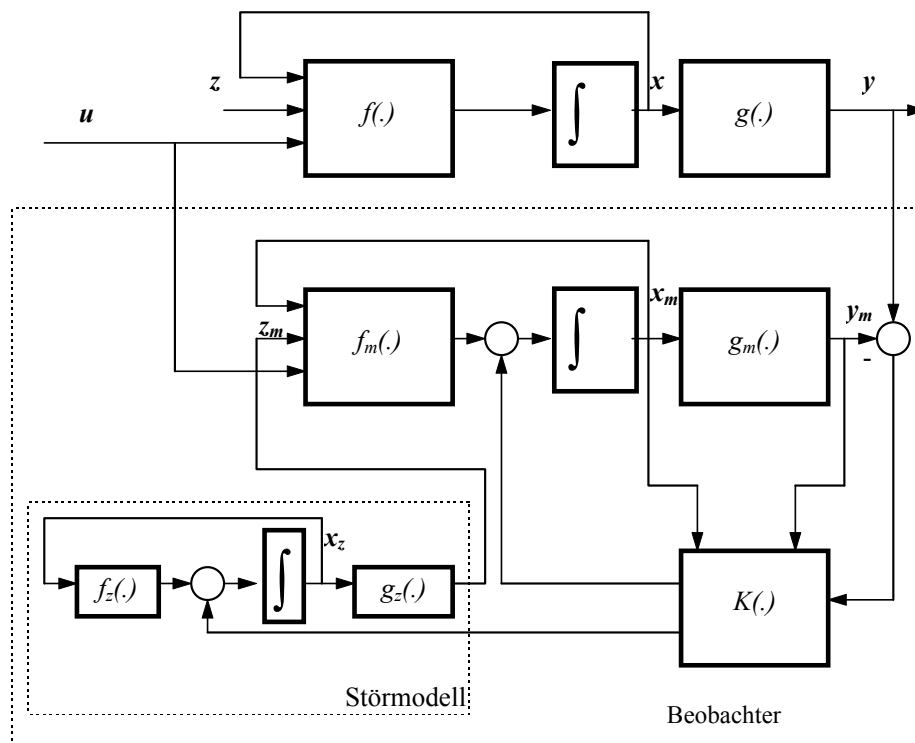 z
f(.)
∫
x
g(.)
y
u
z_m
f_m(.)
∫
x_m
g_m(.)
y_m
-
f_z(.)
∫
x_z
g_z(.)
K(.)
Störmodell
Beobachter